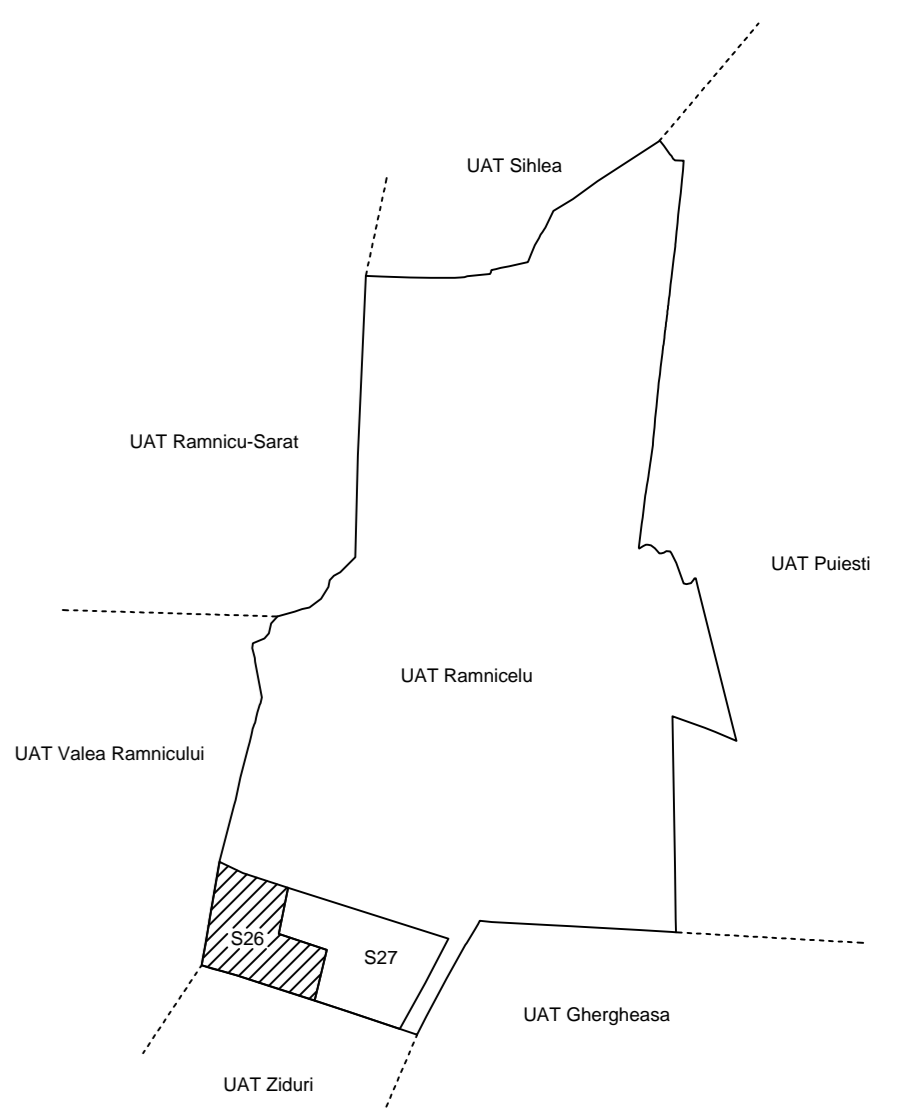 UAT Sihlea
UAT Ramnicu-Sarat
UAT Puiesti
UAT Ramnicelu
UAT Valea Ramnicului
S26
S27
UAT Ghergheasa
UAT Ziduri